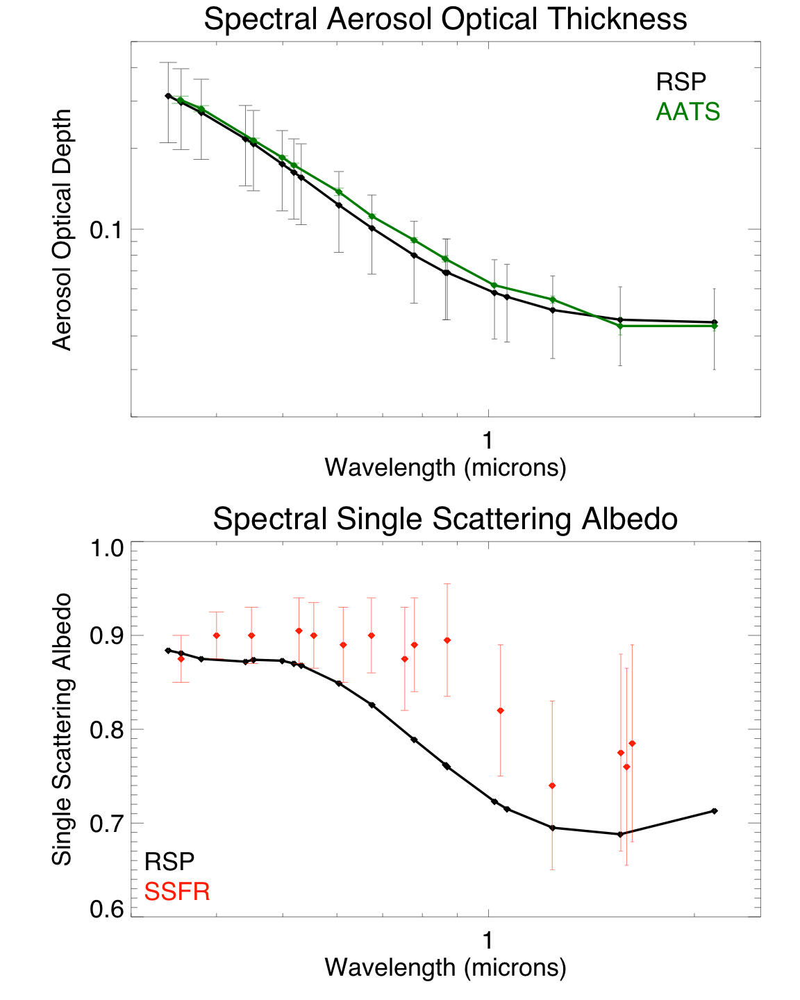 Spectral Aerosol Optical Thickness
RSP
AATS
Aerosol Optical Depth
0.1
1
Wavelength (microns)
Spectral Single Scattering Albedo
1.0
0.9
0.8
0.7
0.6
Single Scattering Albedo
RSP
SSFR
1
Wavelength (microns)